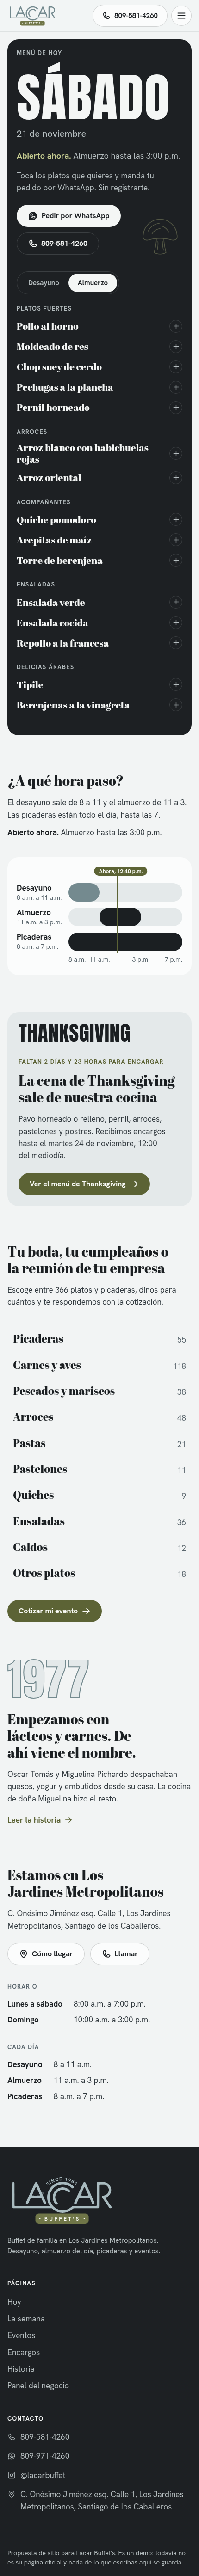 LACAR
BUFFET'S
809-581-4260
MENÚ DE HOY
SÁBADO
21 de noviembre
Abierto ahora. Almuerzo hasta las 3:00 p.m.
Toca los platos que quieres y manda tu
pedido por WhatsApp. Sin registrarte.
Pedir por WhatsApp
809-581-4260
Desayuno Almuerzo
PLATOS FUERTES
Pollo al horno
Moldeado de res
Chop suey de cerdo
Pechugas a la plancha
Pernil horneado
ARROCES
Arroz blanco con habichuelas
rojas
Arroz oriental
ACOMPAÑANTES
Quiche pomodoro
Arepitas de maíz
Torre de berenjena
ENSALADAS
Ensalada verde
Ensalada cocida
Repollo a la francesa
DELICIAS ÁRABES
Tipile
Berenjenas a la vinagreta
¿A qué hora paso?
El desayuno sale de 8 a 11 y el almuerzo de 11 a 3.
Las picaderas están todo el día, hasta las 7.
Abierto ahora. Almuerzo hasta las 3:00 p.m.
Ahora, 12:40 p.m.
Desayuno
8 a.m. a 11 a.m.
Almuerzo
11 a.m. a 3 p.m.
Picaderas
8 a.m. a 7 p.m.
8 a.m. 11 a.m. 3 p.m. 7 p.m.
THANKSGIVING
FALTAN 2 DÍAS Y 23 HORAS PARA ENCARGAR
La cena de Thanksgiving
sale de nuestra cocina
Pavo horneado o relleno, pernil, arroces,
pastelones y postres. Recibimos encargos
hasta el martes 24 de noviembre, 12:00
del mediodía.
Ver el menú de Thanksgiving
Tu boda, tu cumpleaños o
la reunión de tu empresa
Escoge entre 366 platos y picaderas, dinos para
cuántos y te respondemos con la cotización.
Picaderas 55
Carnes y aves 118
Pescados y mariscos 38
Arroces 48
Pastas 21
Pastelones 11
Quiches 9
Ensaladas 36
Caldos 12
Otros platos 18
Cotizar mi evento
1977
Empezamos con
lácteos y carnes. De
ahí viene el nombre.
Oscar Tomás y Miguelina Pichardo despachaban
quesos, yogur y embutidos desde su casa. La cocina
de doña Miguelina hizo el resto.
Leer la historia
Estamos en Los
Jardines Metropolitanos
C. Onésimo Jiménez esq. Calle 1, Los Jardines
Metropolitanos, Santiago de los Caballeros.
Cómo llegar Llamar
HORARIO
Lunes a sábado 8:00 a.m. a 7:00 p.m.
Domingo 10:00 a.m. a 3:00 p.m.
CADA DÍA
Desayuno 8 a 11 a.m.
Almuerzo 11 a.m. a 3 p.m.
Picaderas 8 a.m. a 7 p.m.
SINCE 1981
LACAR
BUFFET'S
Buffet de familia en Los Jardines Metropolitanos.
Desayuno, almuerzo del día, picaderas y eventos.
PÁGINAS
Hoy
La semana
Eventos
Encargos
Historia
Panel del negocio
CONTACTO
809-581-4260
809-971-4260
@lacarbuffet
C. Onésimo Jiménez esq. Calle 1, Los Jardines
Metropolitanos, Santiago de los Caballeros
Propuesta de sitio para Lacar Buffet's. Es un demo: todavía no
es su página oficial y nada de lo que escribas aquí se guarda.